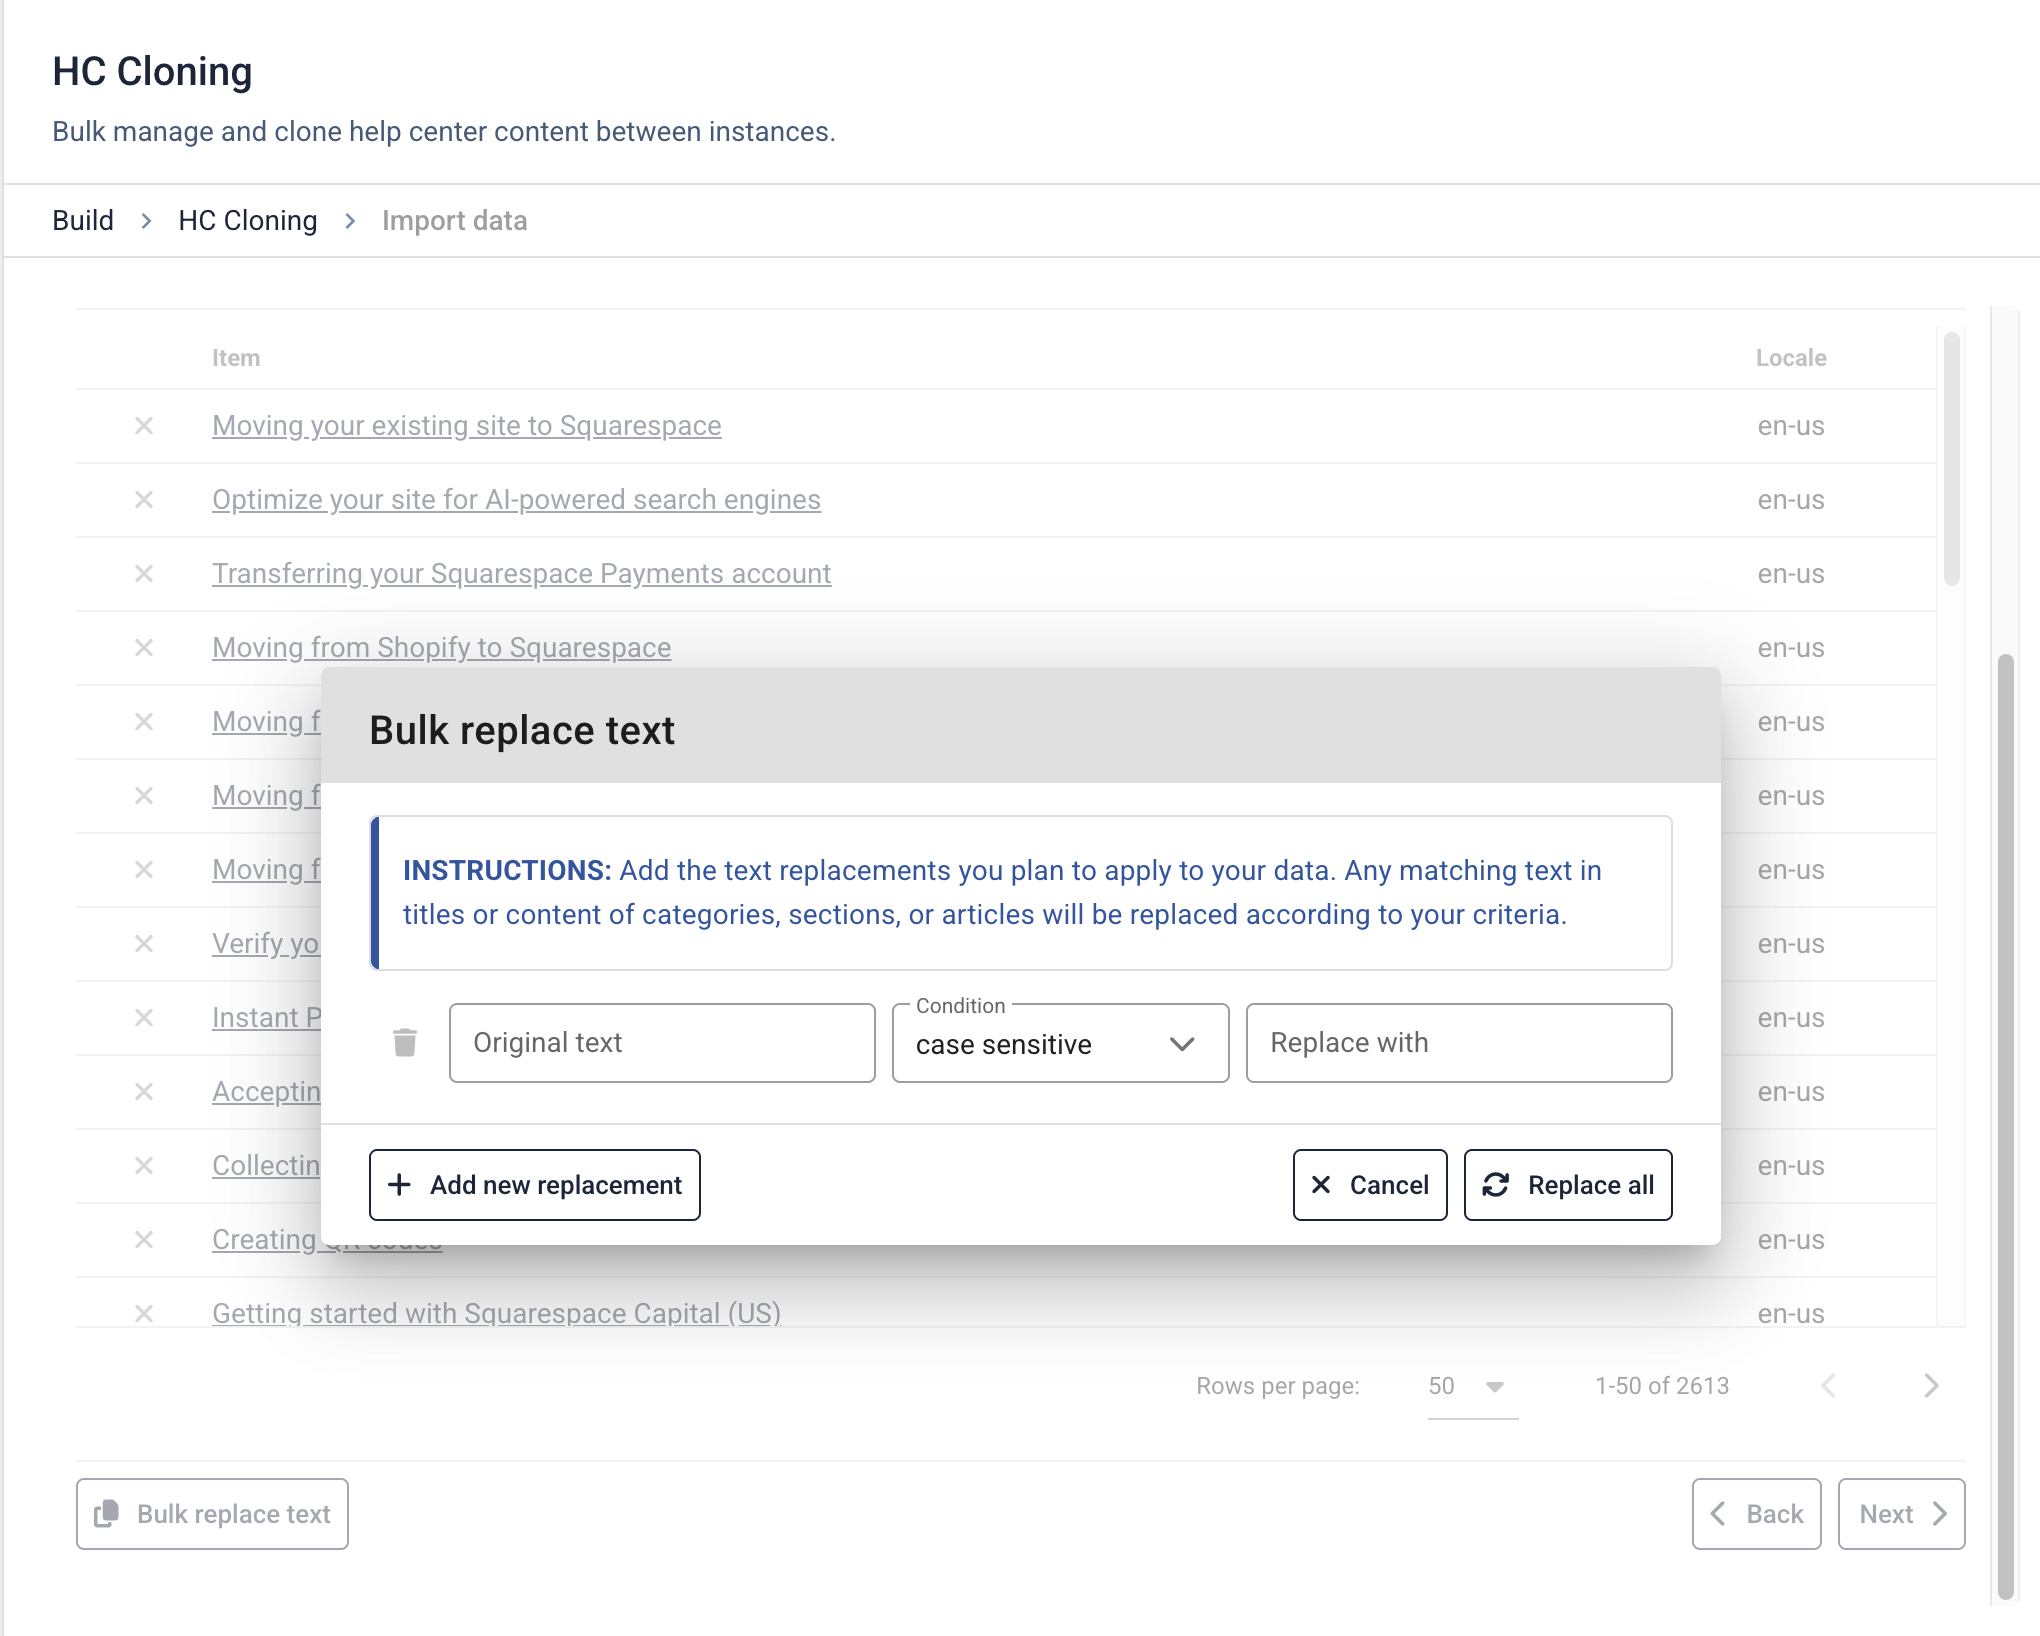 HC Cloning
Bulk manage and clone help center content between instances.
Build > HC Cloning > Import data
Item Locale
Moving your existing site to Squarespace en-us
Optimize your site for AI-powered search engines en-us
Transferring your Squarespace Payments account en-us
Moving from Shopify to Squarespace en-us
Moving f en-us
Moving f en-us
Moving f en-us
Verify yo en-us
Instant P en-us
Acceptin en-us
Collectin en-us
Creating QR codes en-us
Getting started with Squarespace Capital (US) en-us
Bulk replace text
INSTRUCTIONS: Add the text replacements you plan to apply to your data. Any matching text in
titles or content of categories, sections, or articles will be replaced according to your criteria.
Condition
Original text case sensitive Replace with
Add new replacement Cancel Replace all
Rows per page: 50 1-50 of 2613
Bulk replace text Back Next